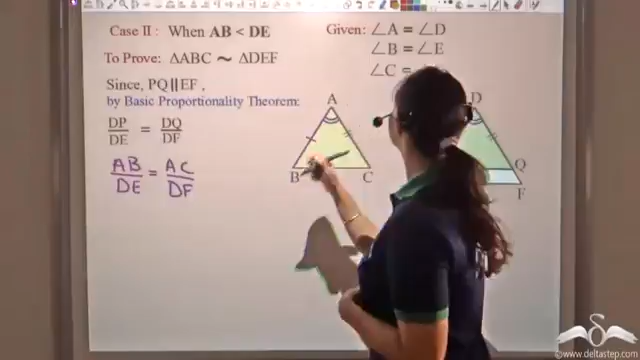 Case II : When AB < DE
To Prove: ΔABC ~ ΔDEF
Since, PQ || EF ,
by Basic Proportionality Theorem:
DP/DE = DQ/DF
AB/DE = AC/DF
Given: ∠A = ∠D
∠B = ∠E
∠C =
A
B
C
D
Q
F
©www.deltastep.com